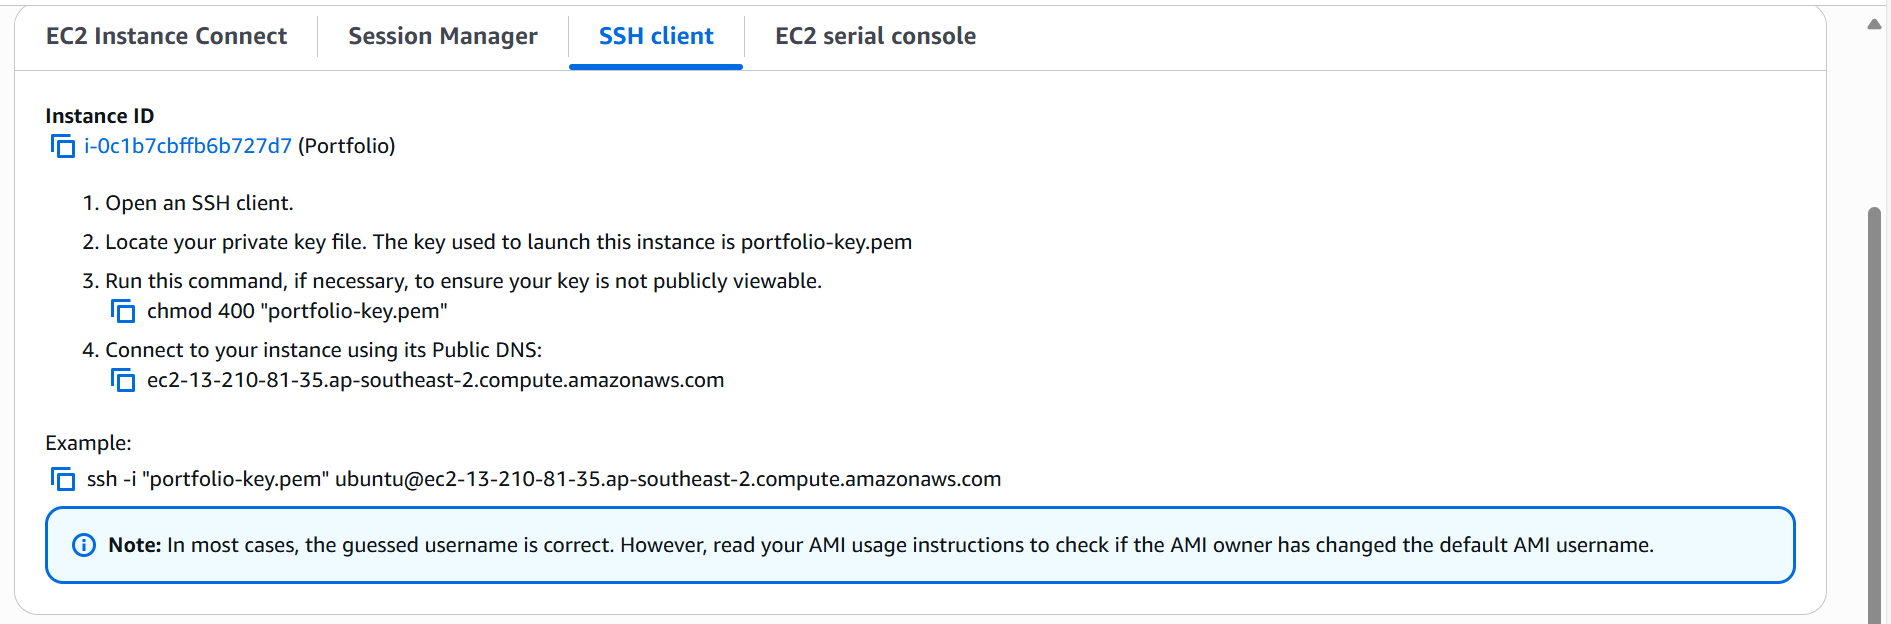 EC2 Instance Connect
Session Manager
SSH client
EC2 serial console
Instance ID
i-0c1b7cbffb6b727d7 (Portfolio)
1. Open an SSH client.
2. Locate your private key file. The key used to launch this instance is portfolio-key.pem
3. Run this command, if necessary, to ensure your key is not publicly viewable.
chmod 400 "portfolio-key.pem"
4. Connect to your instance using its Public DNS:
ec2-13-210-81-35.ap-southeast-2.compute.amazonaws.com
Example:
ssh -i "portfolio-key.pem" ubuntu@ec2-13-210-81-35.ap-southeast-2.compute.amazonaws.com
Note: In most cases, the guessed username is correct. However, read your AMI usage instructions to check if the AMI owner has changed the default AMI username.